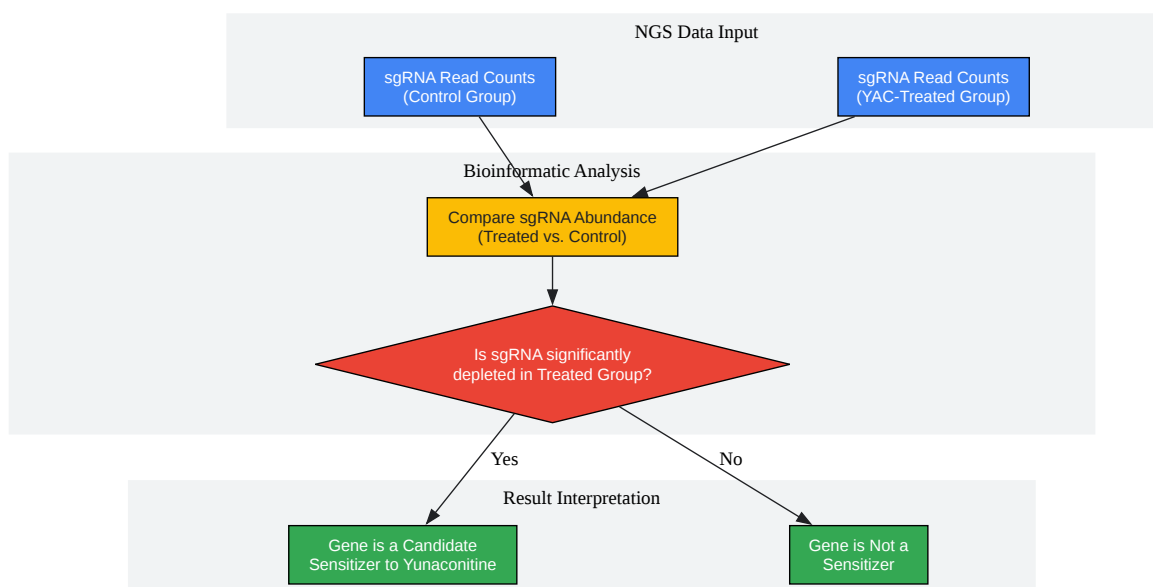 NGS Data Input
sgRNA Read Counts
(Control Group)
sgRNA Read Counts
(YAC-Treated Group)
Bioinformatic Analysis
Compare sgRNA Abundance
(Treated vs. Control)
Is sgRNA significantly
depleted in Treated Group?
Yes
No
Result Interpretation
Gene is a Candidate
Sensitizer to Yunaconitine
Gene is Not a
Sensitizer